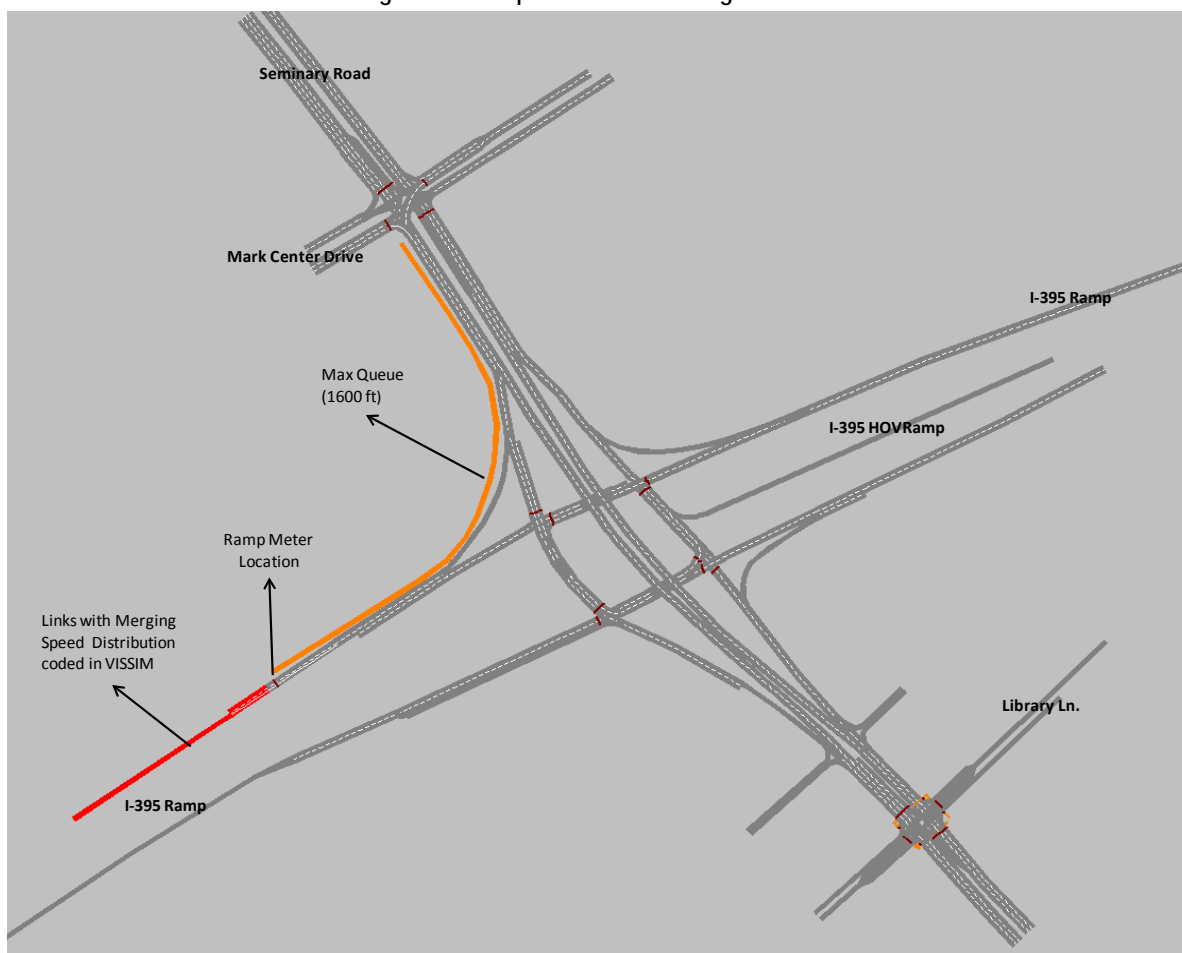 Seminary Road
Mark Center Drive
I-395 Ramp
Max Queue
(1600 ft)
I-395 HOVRamp
Ramp Meter
Location
Links with Merging
Speed Distribution
coded in VISSIM
Library Ln.
I-395 Ramp